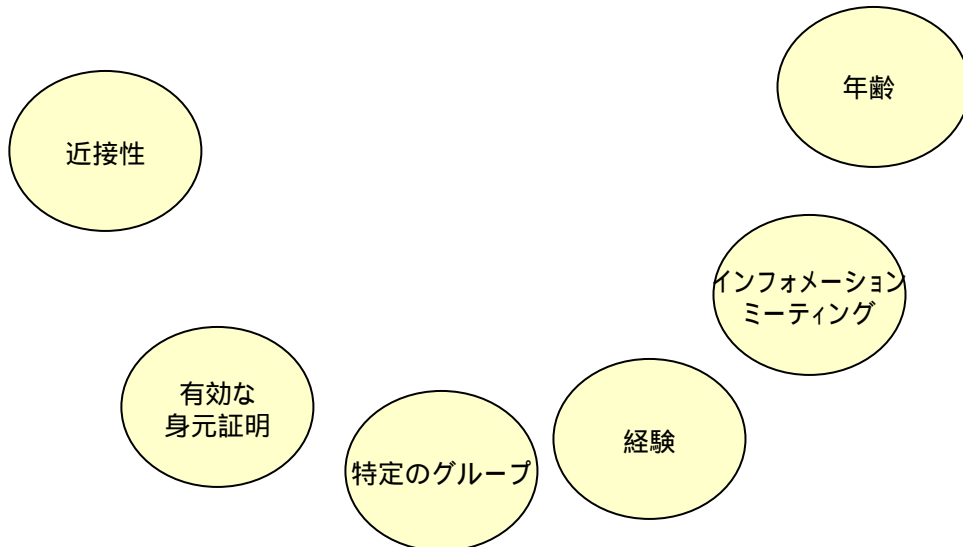 年齢
近接性
インフォメーション
ミーティング
有効な
身元証明
経験
特定のグループ